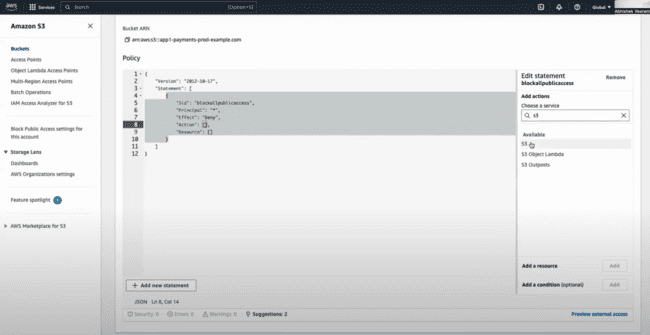 aws
Services
Search
[Option+S]
Global
Amazon S3
Buckets
Access Points
Object Lambda Access Points
Multi-Region Access Points
Batch Operations
IAM Access Analyzer for S3
Block Public Access settings for
this account
Storage Lens
Dashboards
AWS Organizations settings
Feature spotlight
AWS Marketplace for S3
Bucket ARN
arn:aws:s3:::app1-payments-prod-example.com
Policy
1 {
2 "Version": "2012-10-17",
3 "Statement": [
4 {
5 "Sid": "blockallpublicaccess",
6 "Principal": "*",
7 "Effect": "Deny",
8 "Action": [],
9 "Resource": []
10 }
11 ]
12 }
+ Add new statement
JSON Ln 8, Col 14
Security: 0 Errors: 0 Warnings: 0 Suggestions: 2
Edit statement
blockallpublicaccess
Remove
Add actions
Choose a service
s3
Available
S3
S3 Object Lambda
S3 Outposts
Add a resource
Add
Add a condition (optional)
Add
Preview external access